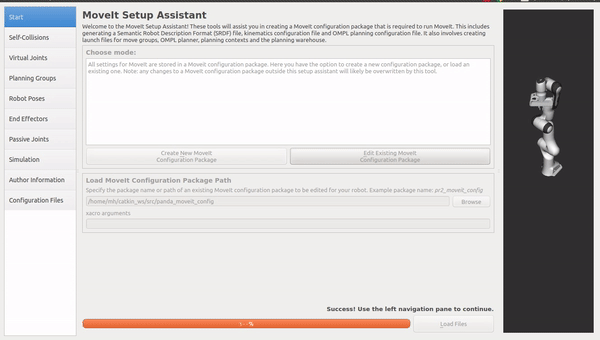 Start
Self-Collisions
Virtual Joints
Planning Groups
Robot Poses
End Effectors
Passive Joints
Simulation
Author Information
Configuration Files
MoveIt Setup Assistant
Welcome to the MoveIt Setup Assistant! These tools will assist you in creating a MoveIt configuration package that is required to run MoveIt. This includes
generating a Semantic Robot Description Format (SRDF) file, kinematics configuration file and OMPL planning configuration file. It also involves creating
launch files for move groups, OMPL planner, planning contexts and the planning warehouse.
Choose mode:
All settings for MoveIt are stored in a MoveIt configuration package. Here you have the option to create a new configuration package, or load an
existing one. Note: any changes to a MoveIt configuration package outside this setup assistant will likely be overwritten by this tool.
Create New MoveIt
Configuration Package
Edit Existing MoveIt
Configuration Package
Load MoveIt Configuration Package Path
Specify the package name or path of an existing MoveIt configuration package to be edited for your robot. Example package name: pr2_moveit_config
/home/mh/catkin_ws/src/panda_moveit_config
Browse
xacro arguments
Success! Use the left navigation pane to continue.
Load Files